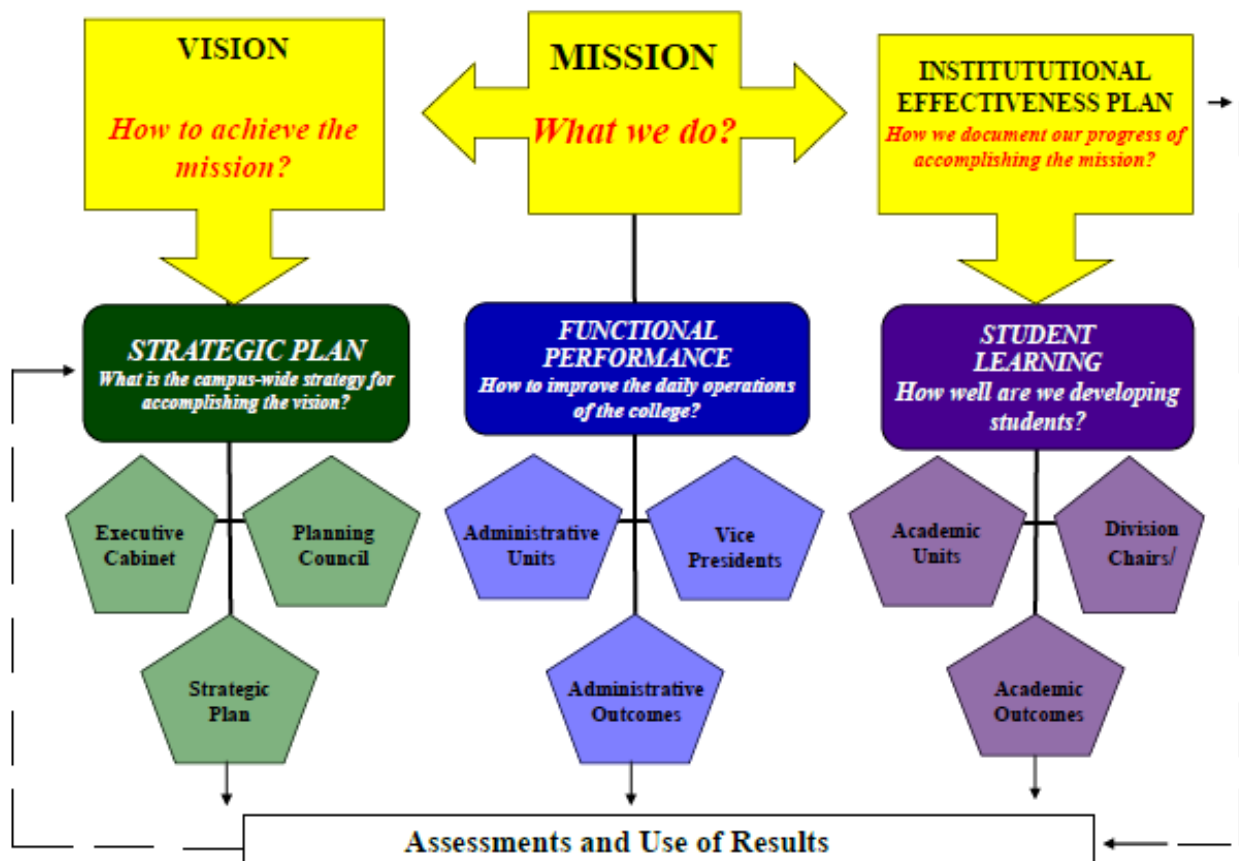 VISION
How to achieve the
mission?
MISSION
What we do?
INSTITUTUTIONAL
EFFECTIVENESS PLAN
How we document our progress of
accomplishing the mission?
STRATEGIC PLAN
What is the campus-wide strategy for
accomplishing the vision?
FUNCTIONAL
PERFORMANCE
How to improve the daily operations
of the college?
STUDENT
LEARNING
How well are we developing
students?
Executive
Cabinet
Planning
Council
Administrative
Units
Vice
Presidents
Academic
Units
Division
Chairs/
Strategic
Plan
Administrative
Outcomes
Academic
Outcomes
Assessments and Use of Results